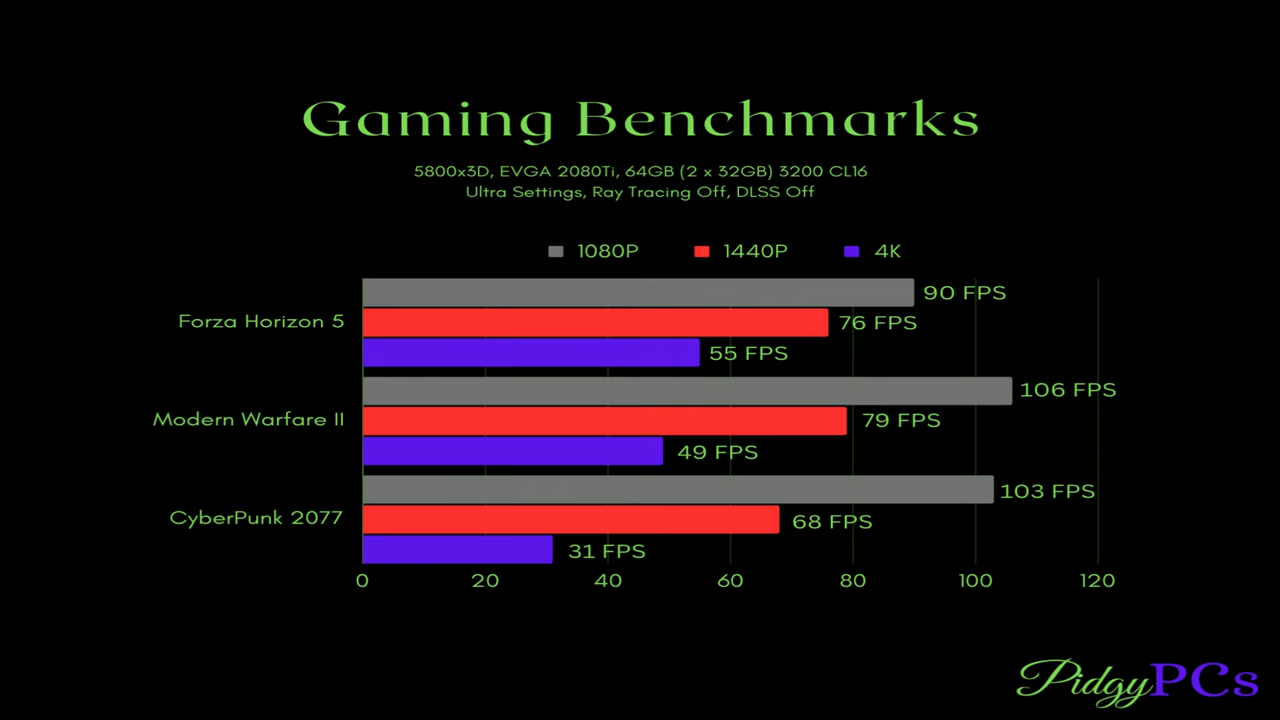 Gaming Benchmarks
5800x3D, EVGA 2080Ti, 64GB (2 x 32GB) 3200 CL16
Ultra Settings, Ray Tracing Off, DLSS Off
1080P 1440P 4K
90 FPS
Forza Horizon 5 76 FPS
55 FPS
106 FPS
Modern Warfare II 79 FPS
49 FPS
103 FPS
CyberPunk 2077 68 FPS
31 FPS
0 20 40 60 80 100 120
PidgyPCs